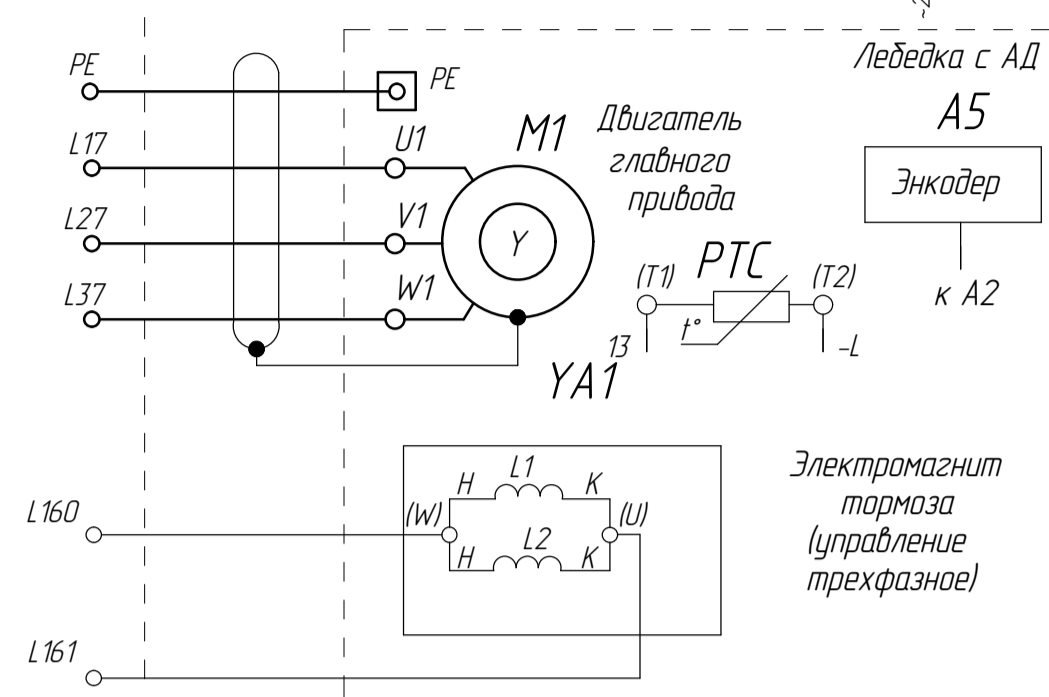 Лебедка с АД
A5
Энкодер
к А2
PE
PE
L17
U1
M1
Двигатель
главного
привода
L27
V1
Y
L37
W1
(T1)
PTC
(T2)
t°
13
-L
YA1
Электромагнит
тормоза
(управление
трехфазное)
L160
(W)
H
L1
K
(U)
H
L2
K
L161